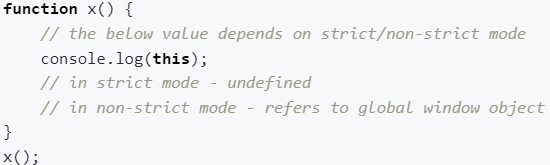 function x() {
    // the below value depends on strict/non-strict mode
    console.log(this);
    // in strict mode - undefined
    // in non-strict mode - refers to global window object
}
x();